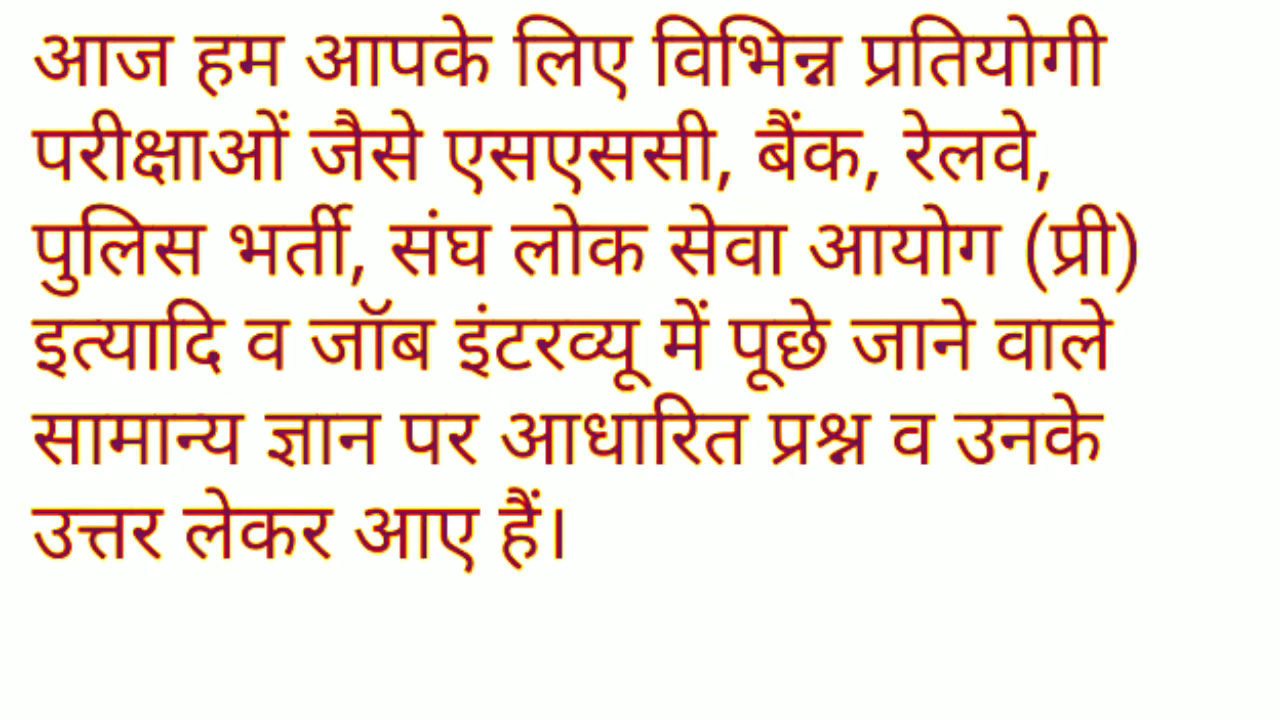 आज हम आपके लिए विभिन्न प्रतियोगी
परीक्षाओं जैसे एसएससी, बैंक, रेलवे,
पुलिस भर्ती, संघ लोक सेवा आयोग (प्री)
इत्यादि व जॉब इंटरव्यू में पूछे जाने वाले
सामान्य ज्ञान पर आधारित प्रश्न व उनके
उत्तर लेकर आए हैं।